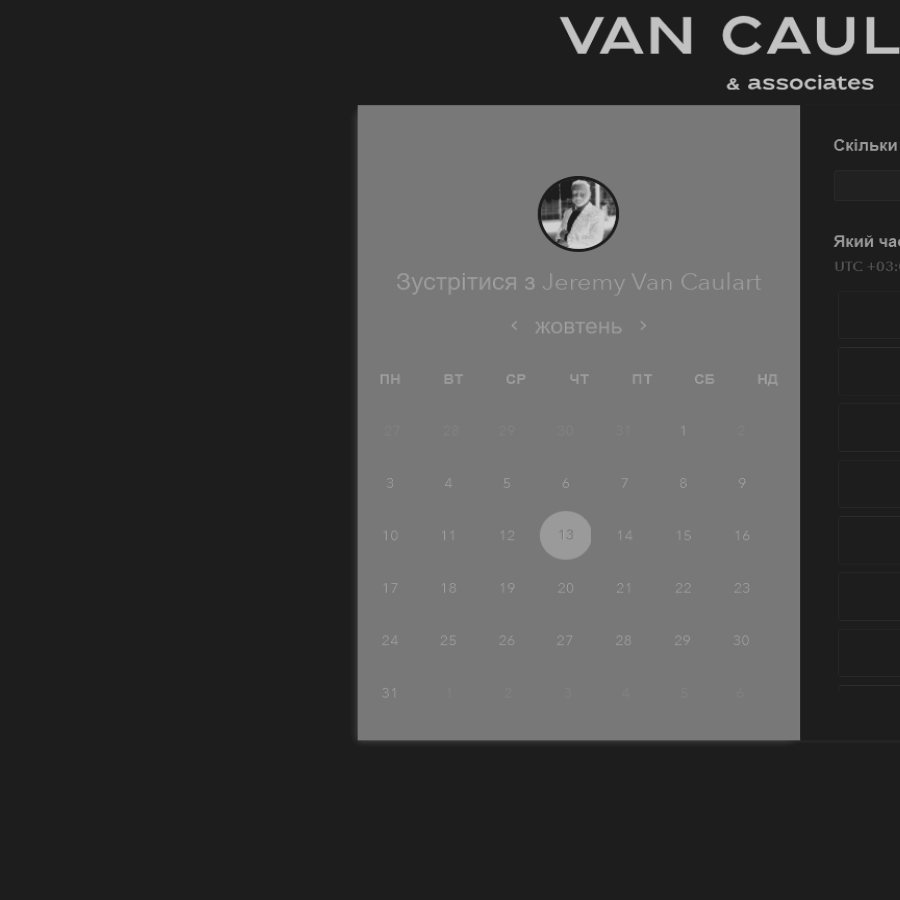 VAN CAUL
& associates
Скільки
Зустрітися з Jeremy Van Caulart
Який ча
UTC +03:
жовтень
ПН ВТ СР ЧТ ПТ СБ НД
27 28 29 30 31 1 2
3 4 5 6 7 8 9
10 11 12 13 14 15 16
17 18 19 20 21 22 23
24 25 26 27 28 29 30
31 1 2 3 4 5 6